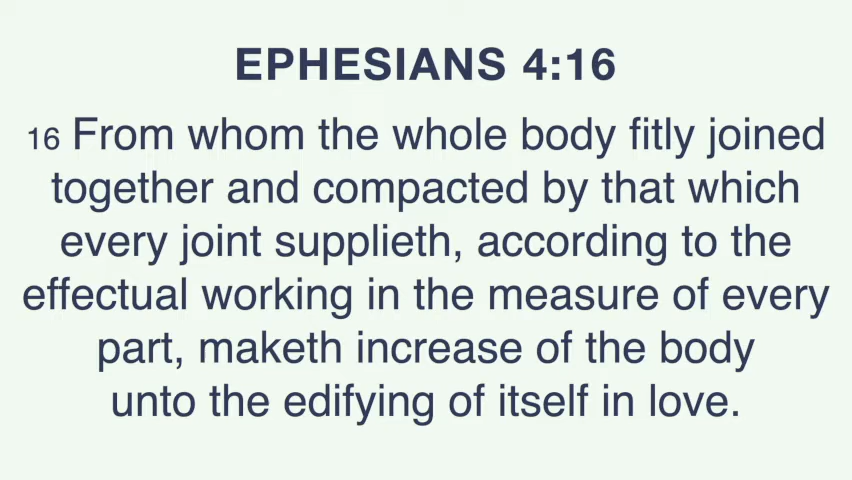 EPHESIANS 4:16
16 From whom the whole body fitly joined
together and compacted by that which
every joint supplieth, according to the
effectual working in the measure of every
part, maketh increase of the body
unto the edifying of itself in love.